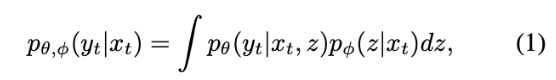 p_{θ,ϕ}(y_t|x_t) = ∫ p_θ(y_t|x_t, z)p_ϕ(z|x_t)dz, (1)